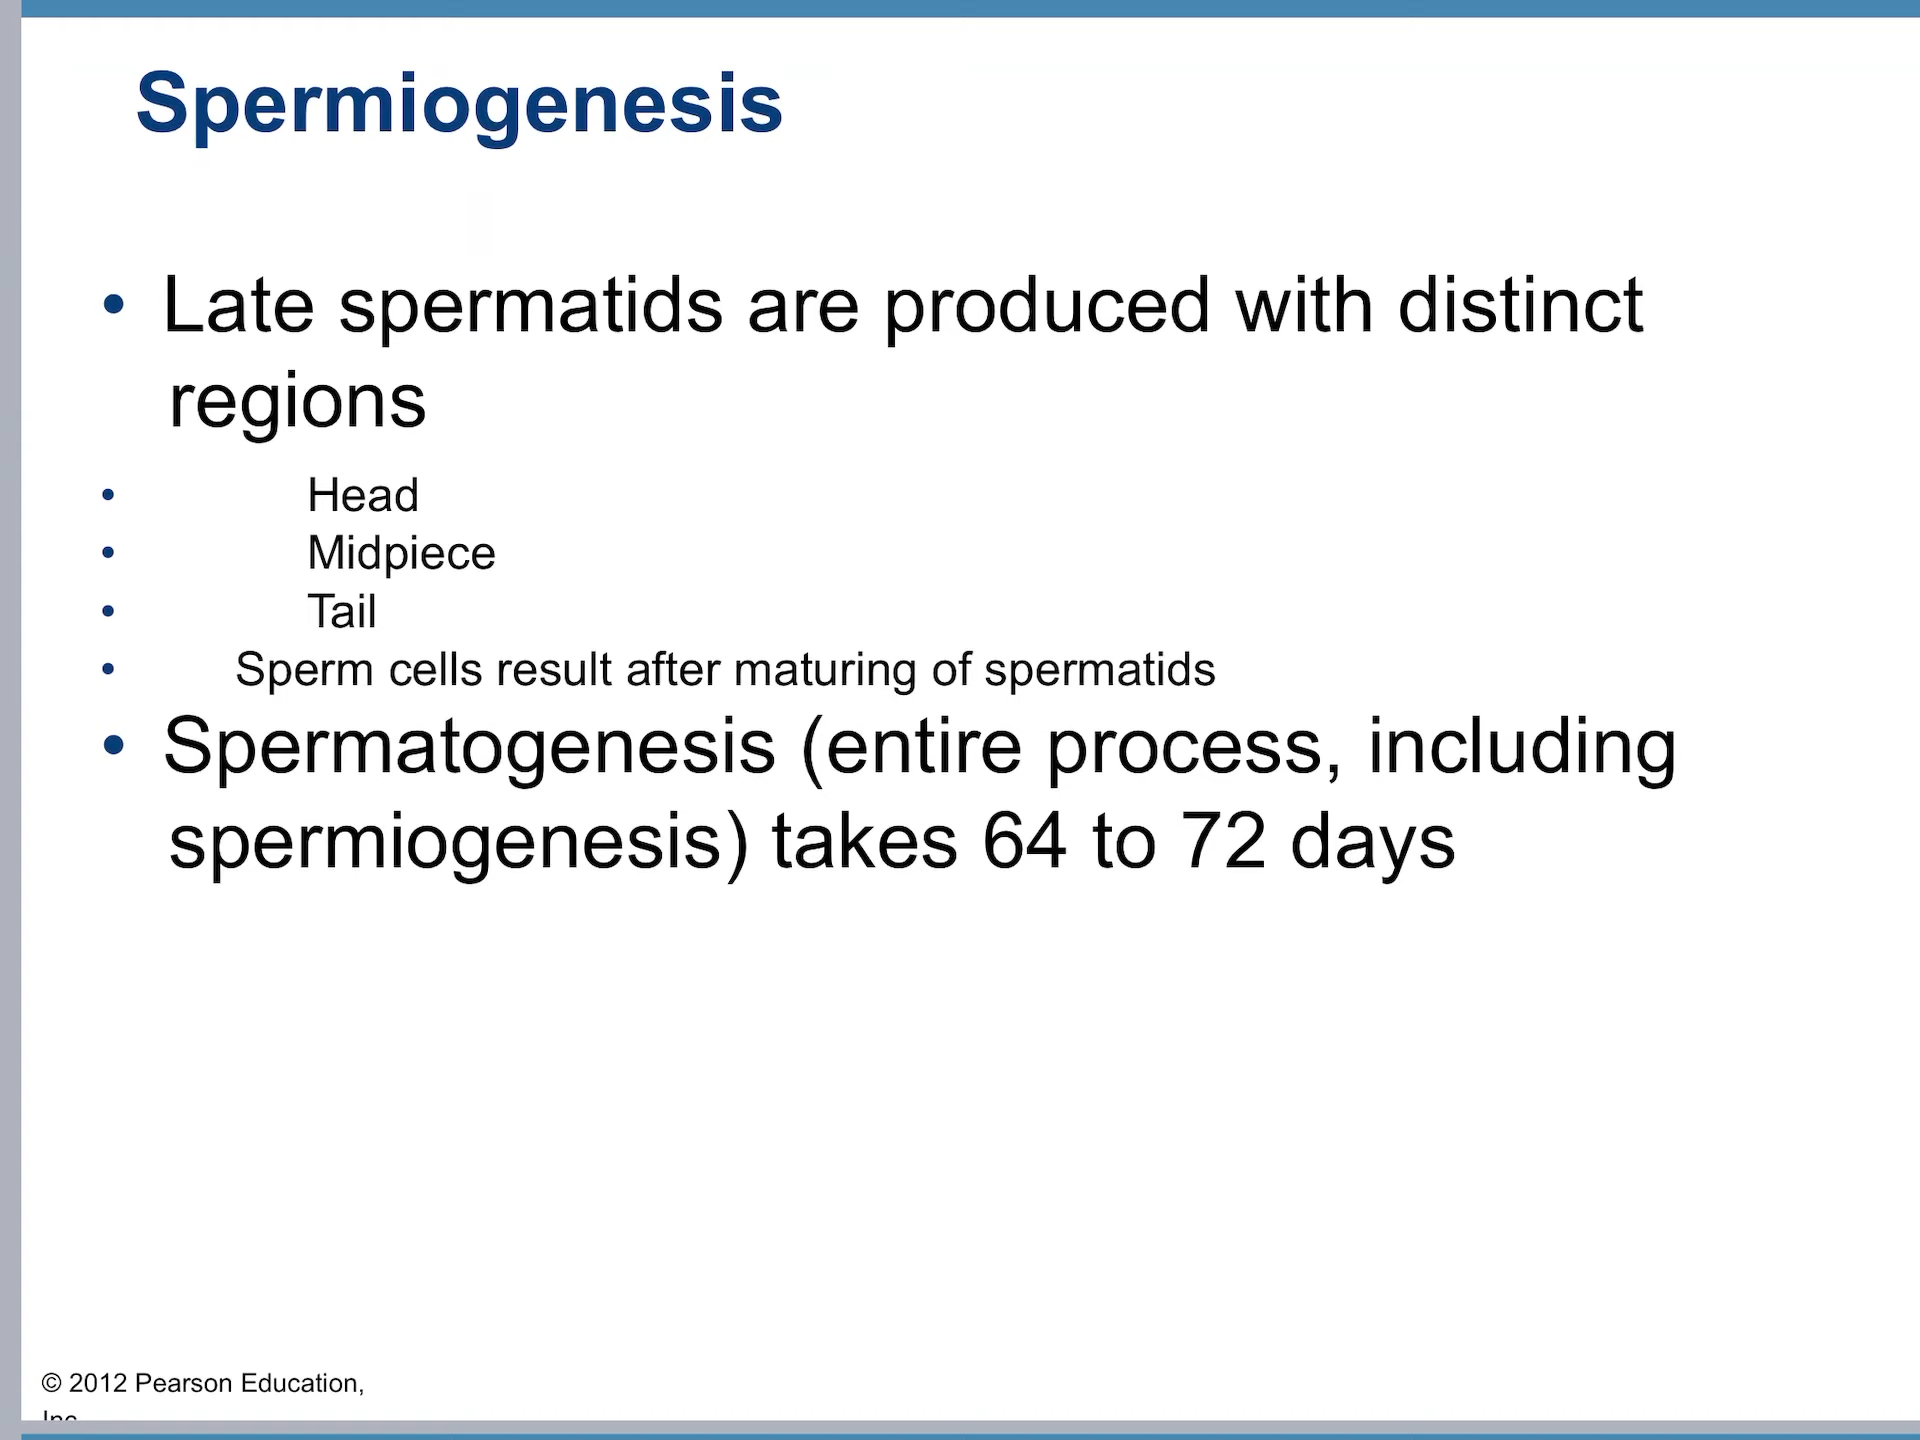 Spermiogenesis
• Late spermatids are produced with distinct
regions
• Head
• Midpiece
• Tail
• Sperm cells result after maturing of spermatids
• Spermatogenesis (entire process, including
spermiogenesis) takes 64 to 72 days
© 2012 Pearson Education,
Inc